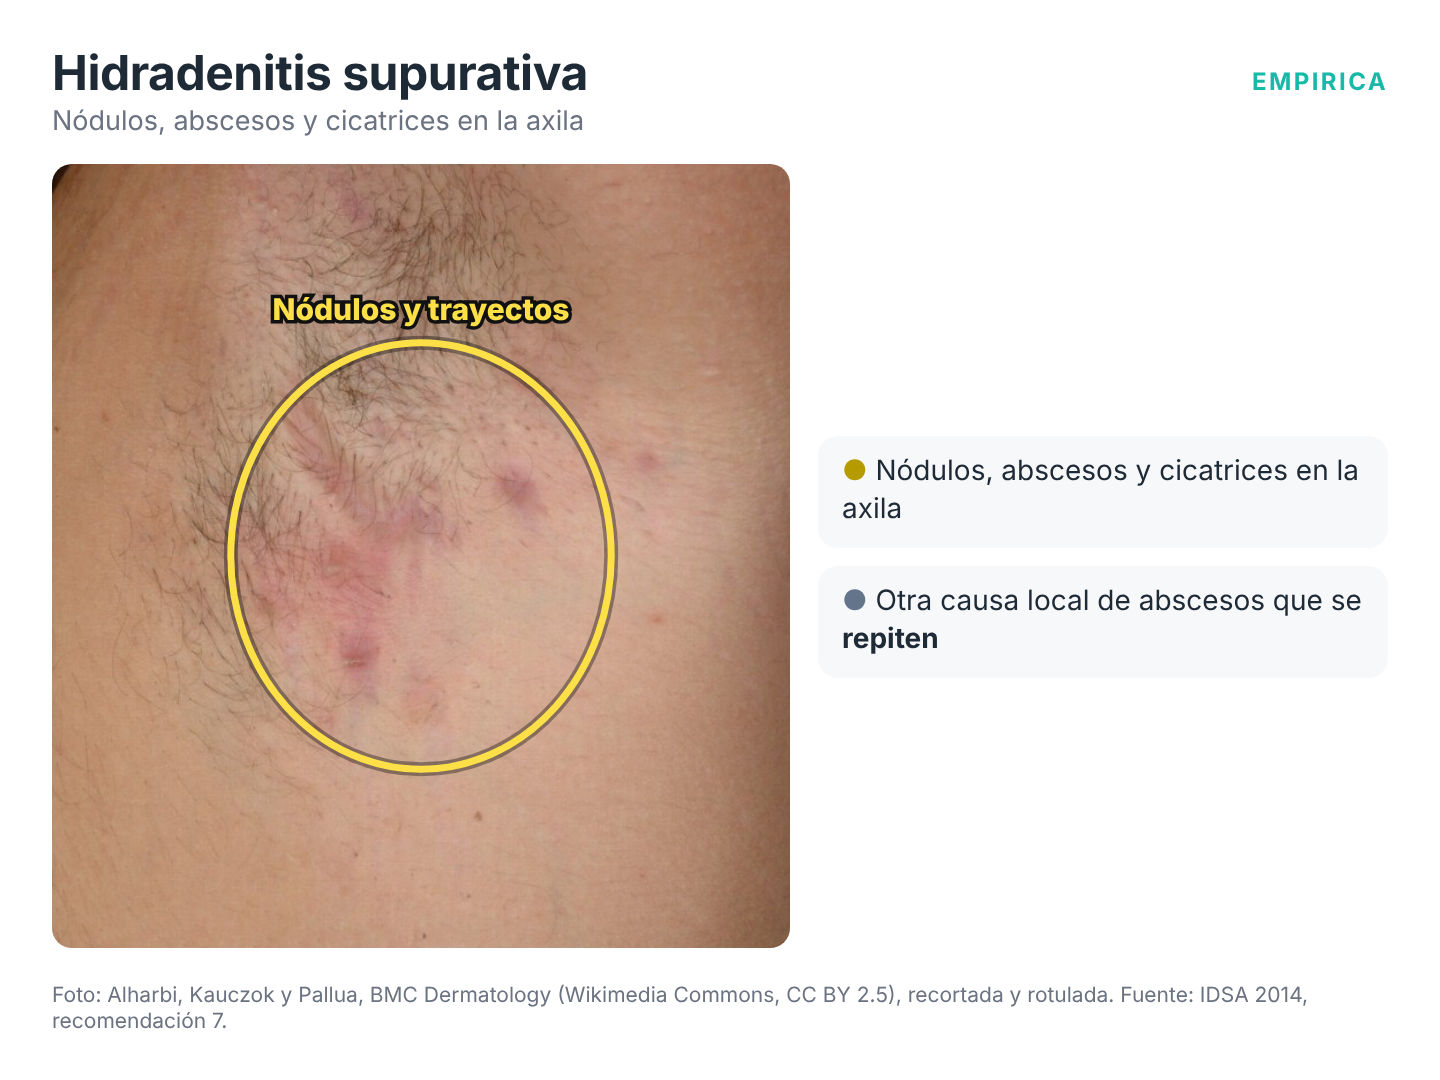 Hidradenitis supurativa
EMPIRICA
Nódulos, abscesos y cicatrices en la axila
Nódulos y trayectos
Nódulos, abscesos y cicatrices en la
axila
Otra causa local de abscesos que se
repiten
Foto: Alharbi, Kauczok y Pallua, BMC Dermatology (Wikimedia Commons, CC BY 2.5), recortada y rotulada. Fuente: IDSA 2014,
recomendación 7.